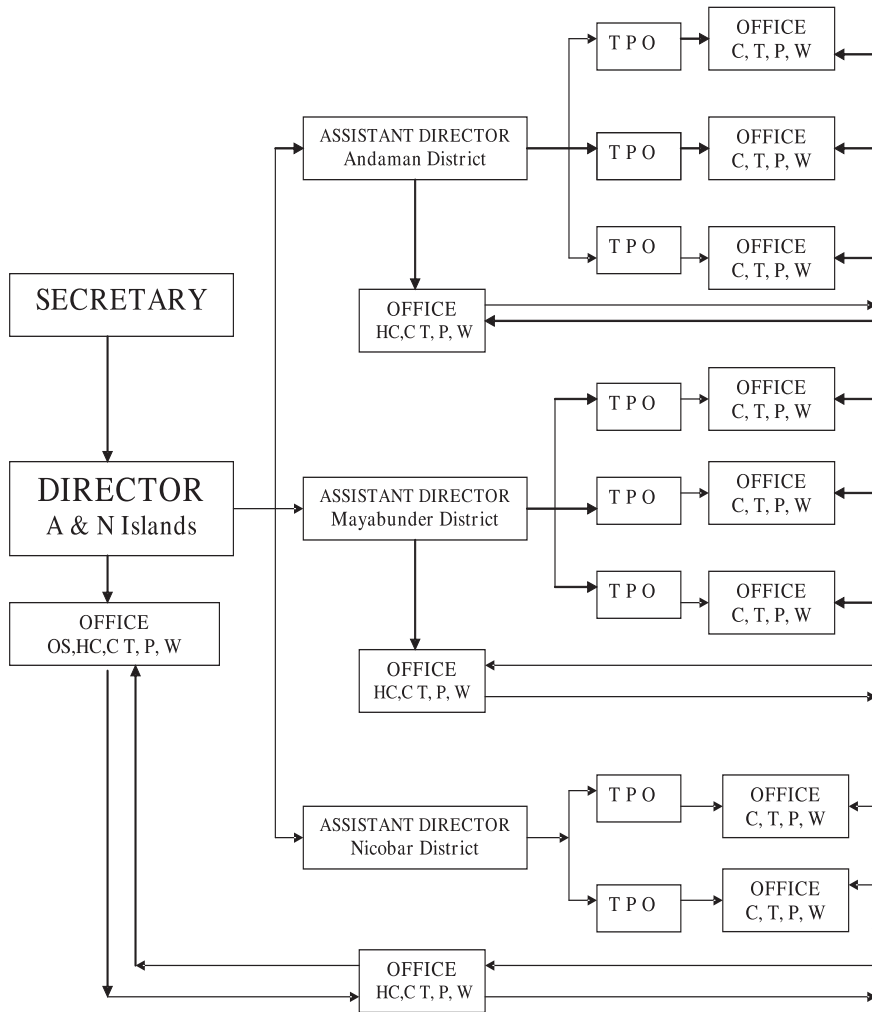 T P O
OFFICE
C, T, P, W
ASSISTANT DIRECTOR
Andaman District
T P O
OFFICE
C, T, P, W
T P O
OFFICE
C, T, P, W
SECRETARY
OFFICE
HC,C T, P, W
T P O
OFFICE
C, T, P, W
DIRECTOR
A & N Islands
ASSISTANT DIRECTOR
Mayabunder District
T P O
OFFICE
C, T, P, W
T P O
OFFICE
C, T, P, W
OFFICE
OS,HC,C T, P, W
OFFICE
HC,C T, P, W
T P O
OFFICE
C, T, P, W
ASSISTANT DIRECTOR
Nicobar District
T P O
OFFICE
C, T, P, W
OFFICE
HC,C T, P, W